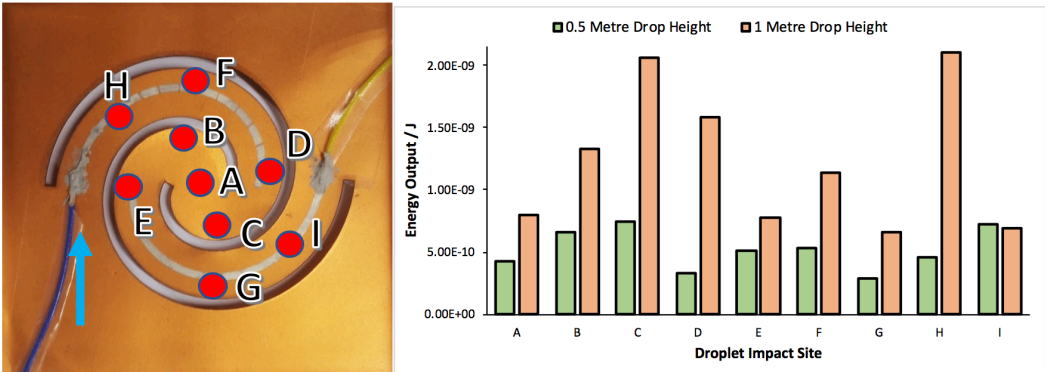 H
F
B
D
A
E
C
I
G
0.5 Metre Drop Height
1 Metre Drop Height
Energy Output / J
2.00E-09
1.50E-09
1.00E-09
5.00E-10
0.00E+00
A B C D E F G H I
Droplet Impact Site